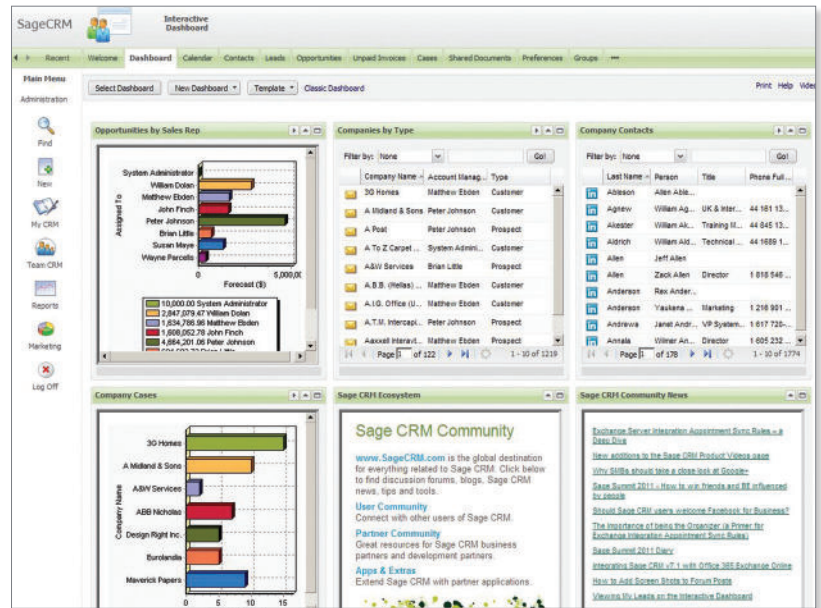 SageCRM
Interactive
Dashboard
Recent Welcome Dashboard Calendar Contacts Leads Opportunities Unpaid Invoices Cases Shared Documents Preferences Groups
Main Menu
Administration
Find
New
My CRM
Team CRM
Reports
Marketing
Log Off
Select Dashboard New Dashboard Template Classic Dashboard
Print Help
Opportunities by Sales Rep
Assigned To
System Administrator
William Dolan
Matthew Ebden
John Finch
Peter Johnson
Brian Little
Susan Maye
Wayne Parcells
0 5,000,0
Forecast ($)
10,000.00 System Administrator
2,847,079.47 William Dolan
1,634,786.96 Matthew Ebden
1,608,052.78 John Finch
4,664,201.06 Peter Johnson
Companies by Type
Filter by: None Go!
Company Name Account Manag... Type
3G Homes Matthew Ebden Customer
A Midland & Sons Peter Johnson Customer
A Post Peter Johnson Prospect
A To Z Carpet ... System Admini... Customer
A&W Services Brian Little Prospect
A.B.B. (Hellas) ... Matthew Ebden Customer
A.I.G. Office (U... Matthew Ebden Customer
A.T.M. Intercapi... Peter Johnson Prospect
Matthew Ebden Prospect
Page 1 of 122 1 - 10 of 1219
Company Contacts
Filter by: None Go!
Last Name Person Title Phone Full ...
Ableson Allen Able...
Agnew William Ag... UK & Inter... 44 161 13...
Akester William Ak... Training M... 44 845 13...
Aldrich William Ald... Technical ... 44 1689 1...
Allen Jeff Allen
Allen Zack Allen Director 1 818 548 ...
Anderson Rex Ander...
Anderson Yaukena ... Marketing 1 216 901 ...
Andrews Janet Andr... VP System... 1 617 720-...
Annala Wilmer An... Director 1 605 232 ...
Page 1 of 178 1 - 10 of 1774
Company Cases
Company Name
3G Homes
A Midland & Sons
A&W Services
ABB Nicholas
Design Right Inc.
Eurolandia
Maverick Papers
0 5 10 15
Sage CRM Ecosystem
Sage CRM Community
www.SageCRM.com is the global destination
for everything related to Sage CRM. Click below
to find discussion forums, blogs, Sage CRM
news, tips and tools.
User Community
Connect with other users of Sage CRM.
Partner Community
Great resources for Sage CRM business
partners and development partners.
Apps & Extras
Extend Sage CRM with partner applications.
Sage CRM Community News
Exchange Server Integration Appointment Sync Rules – a
Deep Dive
New additions to the Sage CRM Product Videos page
Why SMBs should take a close look at Google+
Sage Summit 2011 - How to win friends and BE influenced
by people
Should Sage CRM users welcome Facebook for Business?
The Importance of being the Organizer (a Primer for
Exchange Integration Appointment Sync Rules)
Sage Summit 2011 Diary
Integrating Sage CRM v7.1 with Office 365 Exchange Online
How to Add Screen Shots to Forum Posts
Viewing My Leads on the Interactive Dashboard